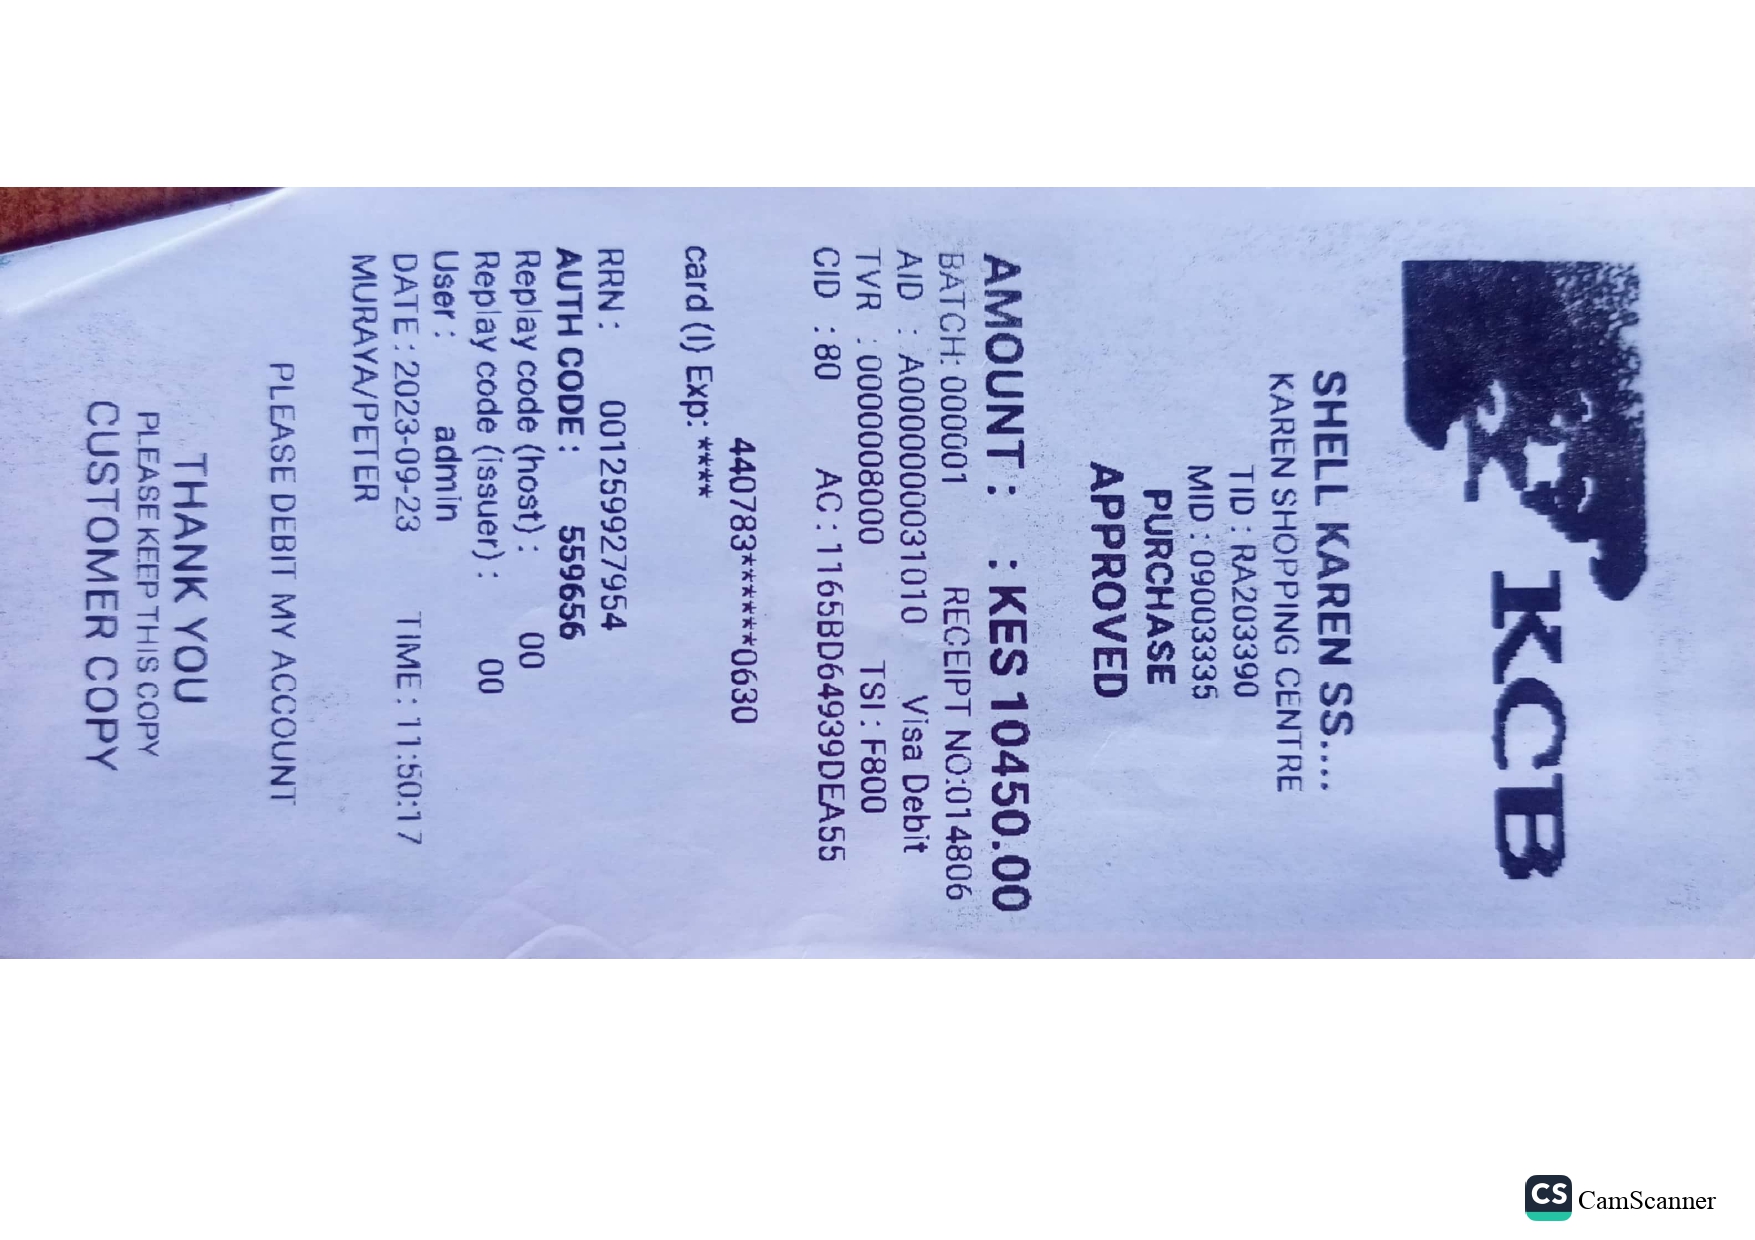 KCB
SHELL KAREN SS....
KAREN SHOPPING CENTRE
TID : RA203390
MID : 09003335
PURCHASE
APPROVED
AMOUNT : : KES 10450.00
BATCH: 000001 RECEIPT NO:014806
AID : A0000000031010 Visa Debit
TVR : 0000008000 TSI : F800
CID : 80 AC : 1165BD64939DEA55
440783******0630
card (I) Exp: ****
RRN : 001259927954
AUTH CODE : 559656
Replay code (host) : 00
Replay code (issuer) : 00
User : admin
DATE : 2023-09-23 TIME : 11:50:17
MURAYA/PETER
PLEASE DEBIT MY ACCOUNT
THANK YOU
PLEASE KEEP THIS COPY
CUSTOMER COPY
CS CamScanner